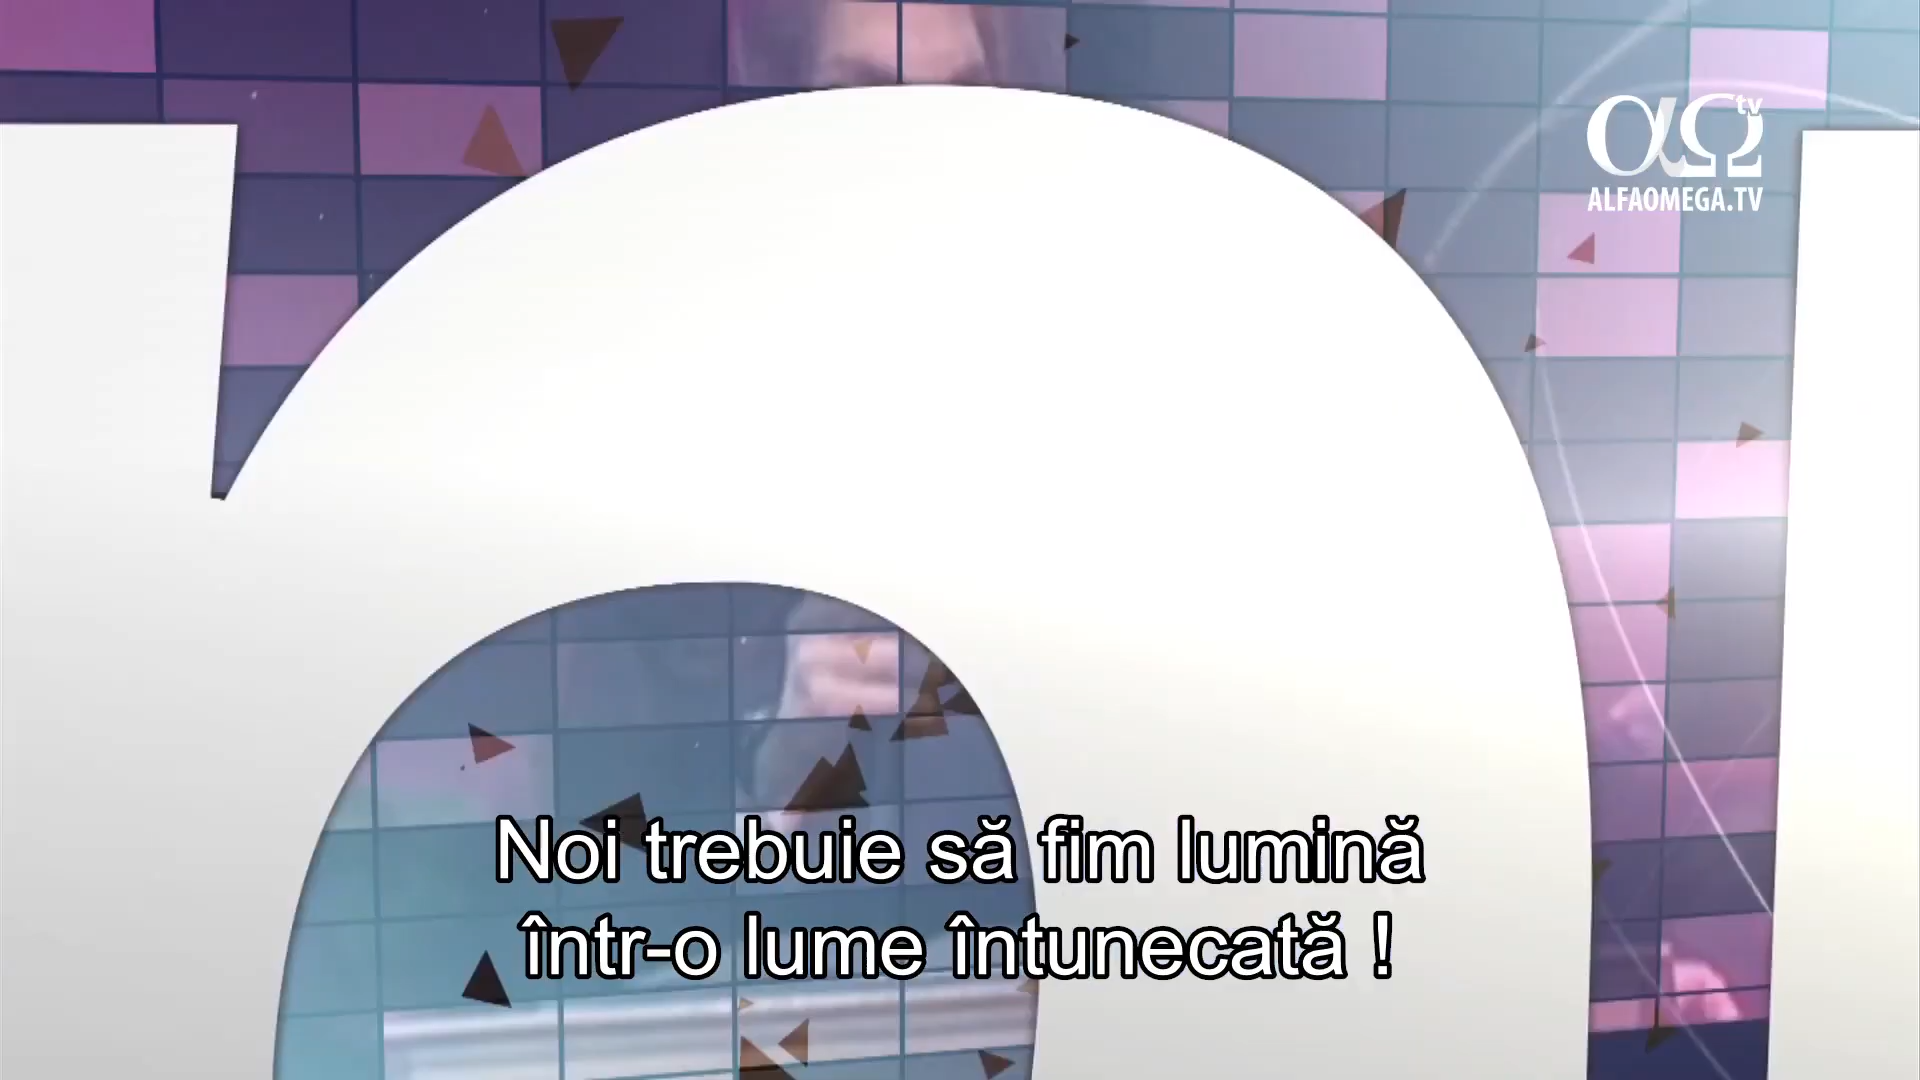 tv
αΩ
ALFAOMEGA.TV
Noi trebuie să fim lumină
într-o lume întunecată !